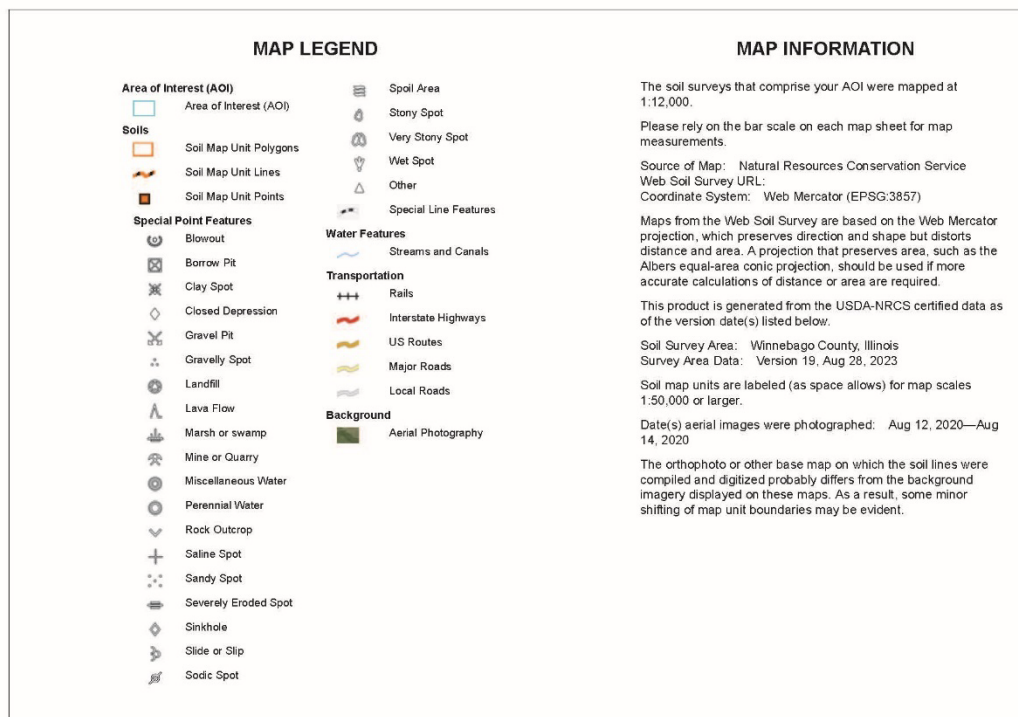 MAP LEGEND
Area of Interest (AOI)
Area of Interest (AOI)
Soils
Soil Map Unit Polygons
Soil Map Unit Lines
Soil Map Unit Points
Special Point Features
Blowout
Borrow Pit
Clay Spot
Closed Depression
Gravel Pit
Gravelly Spot
Landfill
Lava Flow
Marsh or swamp
Mine or Quarry
Miscellaneous Water
Perennial Water
Rock Outcrop
Saline Spot
Sandy Spot
Severely Eroded Spot
Sinkhole
Slide or Slip
Sodic Spot
Spoil Area
Stony Spot
Very Stony Spot
Wet Spot
Other
Special Line Features
Water Features
Streams and Canals
Transportation
Rails
Interstate Highways
US Routes
Major Roads
Local Roads
Background
Aerial Photography
MAP INFORMATION
The soil surveys that comprise your AOI were mapped at
1:12,000.
Please rely on the bar scale on each map sheet for map
measurements.
Source of Map: Natural Resources Conservation Service
Web Soil Survey URL:
Coordinate System: Web Mercator (EPSG:3857)
Maps from the Web Soil Survey are based on the Web Mercator
projection, which preserves direction and shape but distorts
distance and area. A projection that preserves area, such as the
Albers equal-area conic projection, should be used if more
accurate calculations of distance or area are required.
This product is generated from the USDA-NRCS certified data as
of the version date(s) listed below.
Soil Survey Area: Winnebago County, Illinois
Survey Area Data: Version 19, Aug 28, 2023
Soil map units are labeled (as space allows) for map scales
1:50,000 or larger.
Date(s) aerial images were photographed: Aug 12, 2020—Aug
14, 2020
The orthophoto or other base map on which the soil lines were
compiled and digitized probably differs from the background
imagery displayed on these maps. As a result, some minor
shifting of map unit boundaries may be evident.